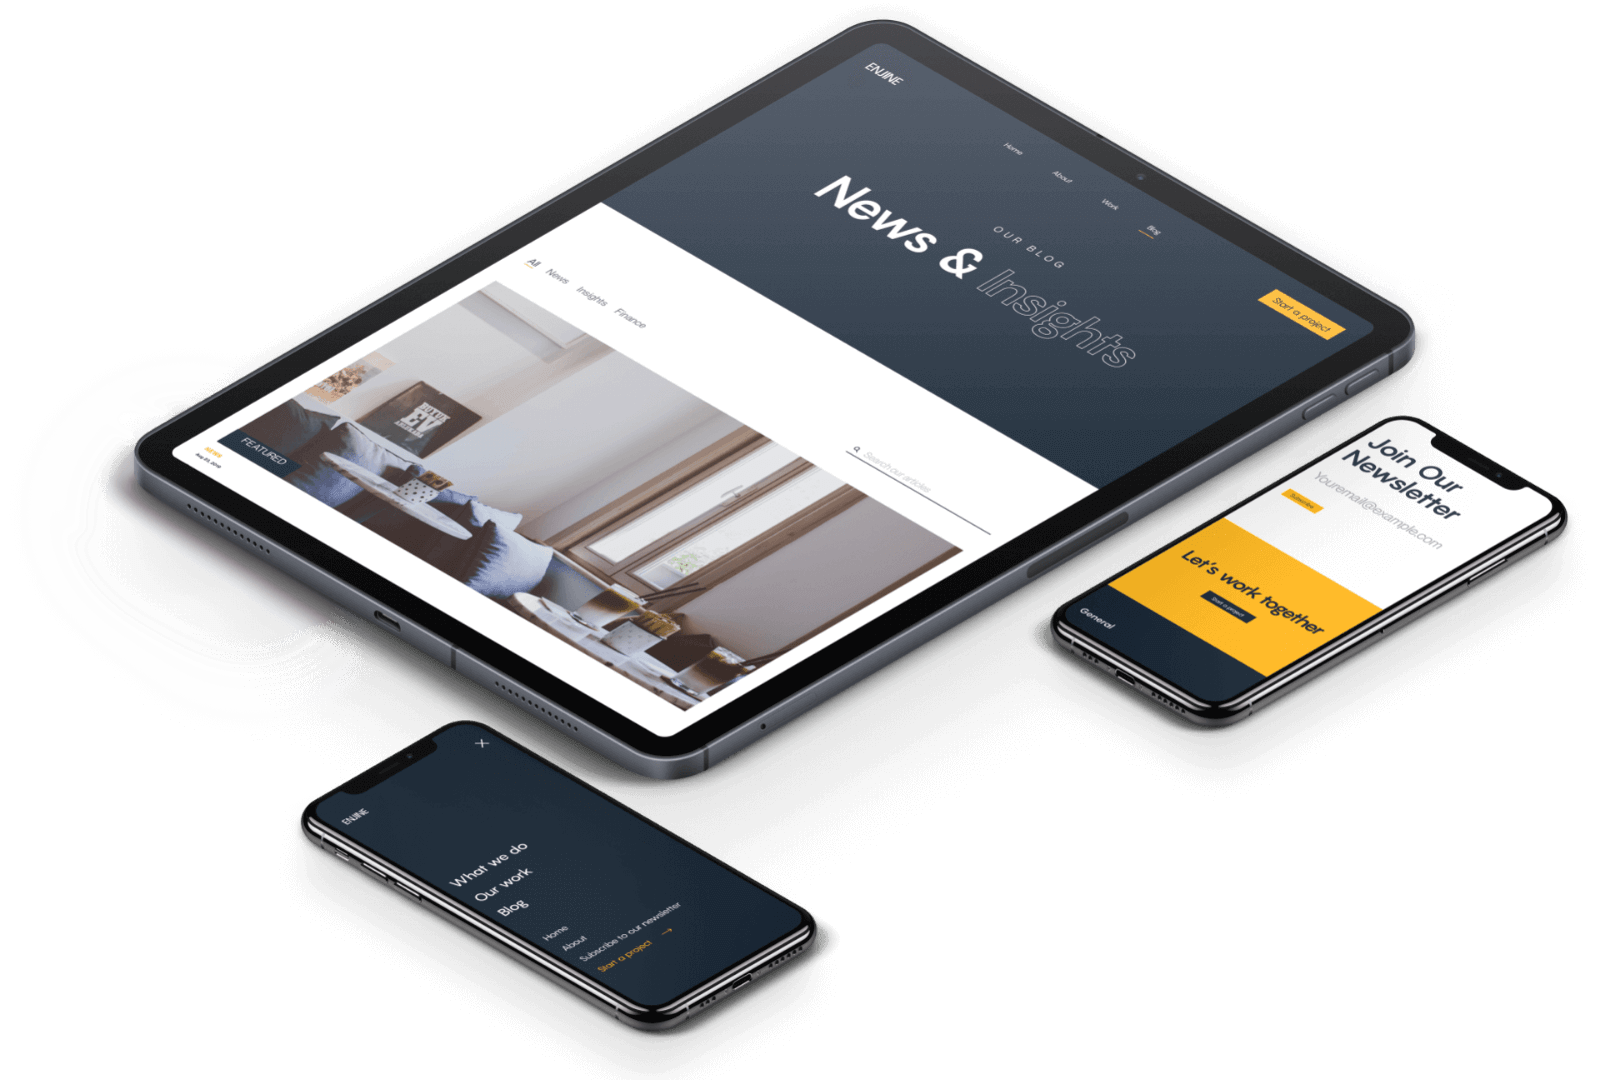 ENJINE
Home
About
Work
Blog
Start a project
OUR BLOG
News & Insights
All
News
Insights
Finance
Search our articles
FEATURED
NEWS
Join Our
Newsletter
Youremail@example.com
Subscribe
Let's work together
Start a project
General
ENJINE
What we do
Our work
Blog
Home
About
Subscribe to our newsletter
Start a project →